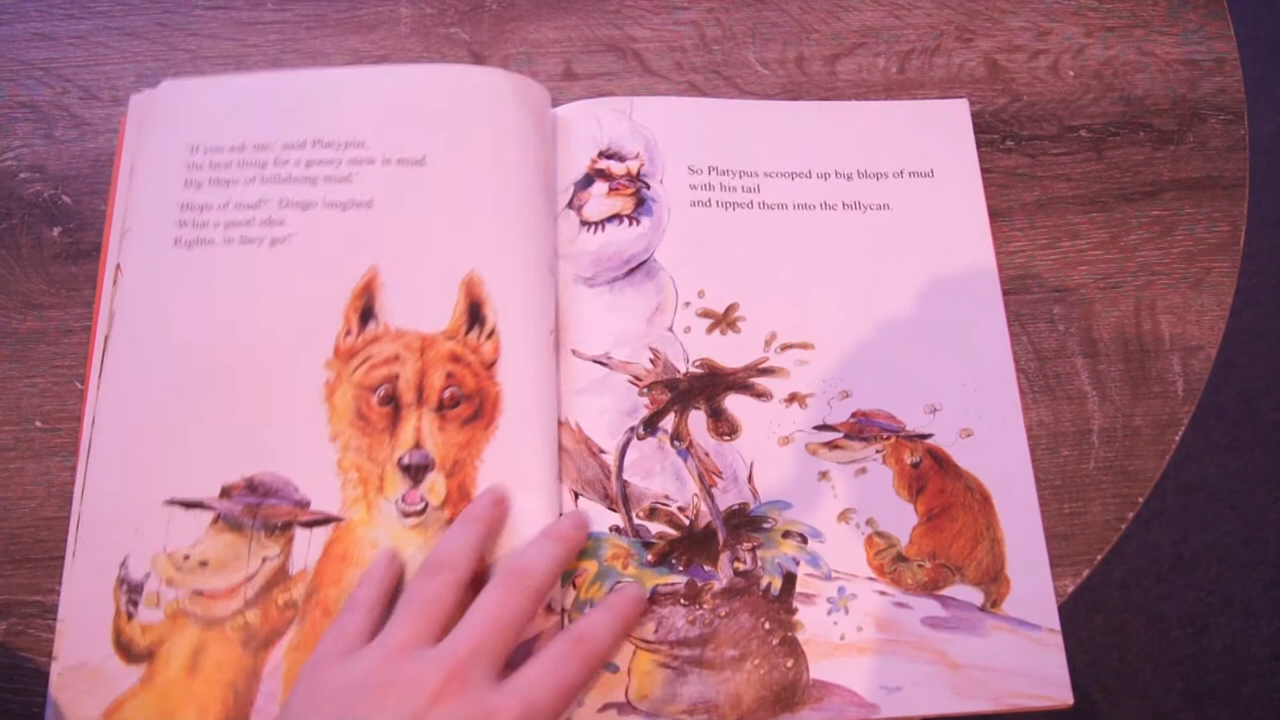 'If you ask me,' said Platypus,
the best thing for a gooey stew is mud.
Big blops of billabong mud.'
'Blops of mud?' Dingo laughed.
'What a good idea.
Righto, in they go!'
So Platypus scooped up big blops of mud
with his tail
and tipped them into the billycan.